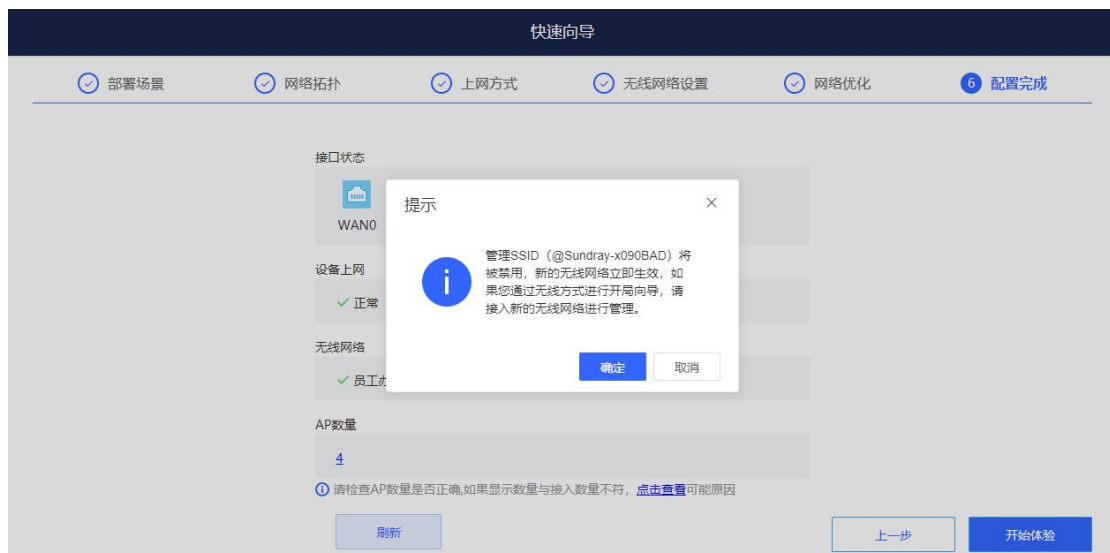 快速向导
部署场景
网络拓扑
上网方式
无线网络设置
网络优化
6 配置完成
接口状态
WAN0
提示
管理SSID（@Sundray-x090BAD）将
被禁用，新的无线网络立即生效，如
果您通过无线方式进行开局向导，请
接入新的无线网络进行管理。
确定
取消
设备上网
正常
无线网络
员工办
AP数量
4
请检查AP数量是否正确,如果显示数量与接入数量不符，点击查看可能原因
刷新
上一步
开始体验